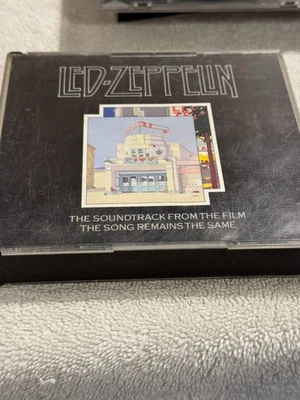 LED-ZEPPELIN
THE SOUNDTRACK FROM THE FILM
THE SONG REMAINS THE SAME